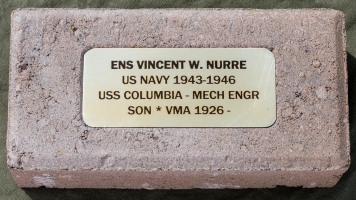 ENS VINCENT W. NURRE
US NAVY 1943-1946
USS COLUMBIA - MECH ENGR
SON * VMA 1926 -